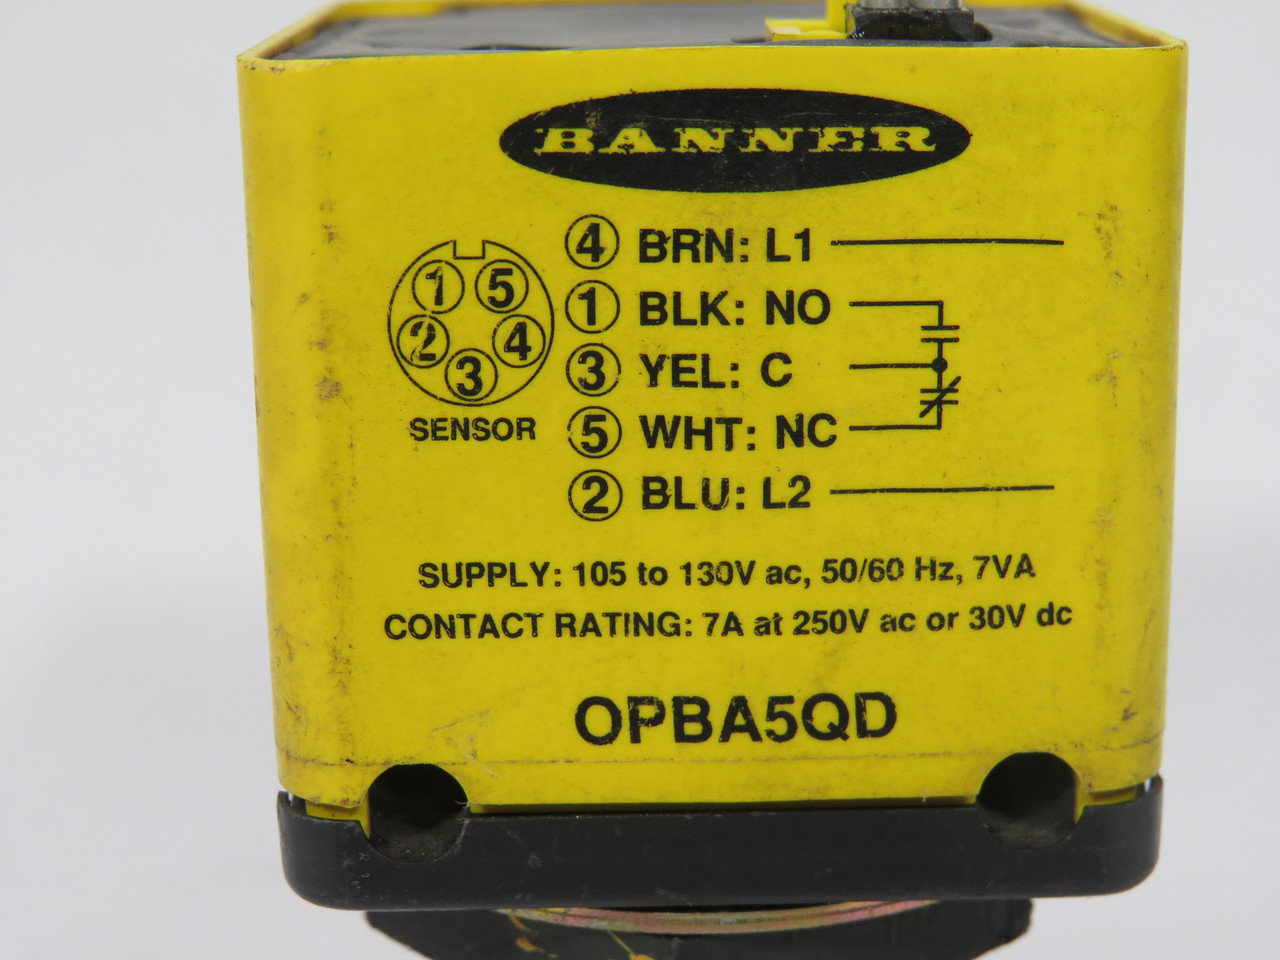 BANNER
4 BRN: L1
1 BLK: NO
3 YEL: C
5 WHT: NC
2 BLU: L2
1 5
2 4
3
SENSOR
SUPPLY: 105 to 130V ac, 50/60 Hz, 7VA
CONTACT RATING: 7A at 250V ac or 30V dc
OPBA5QD